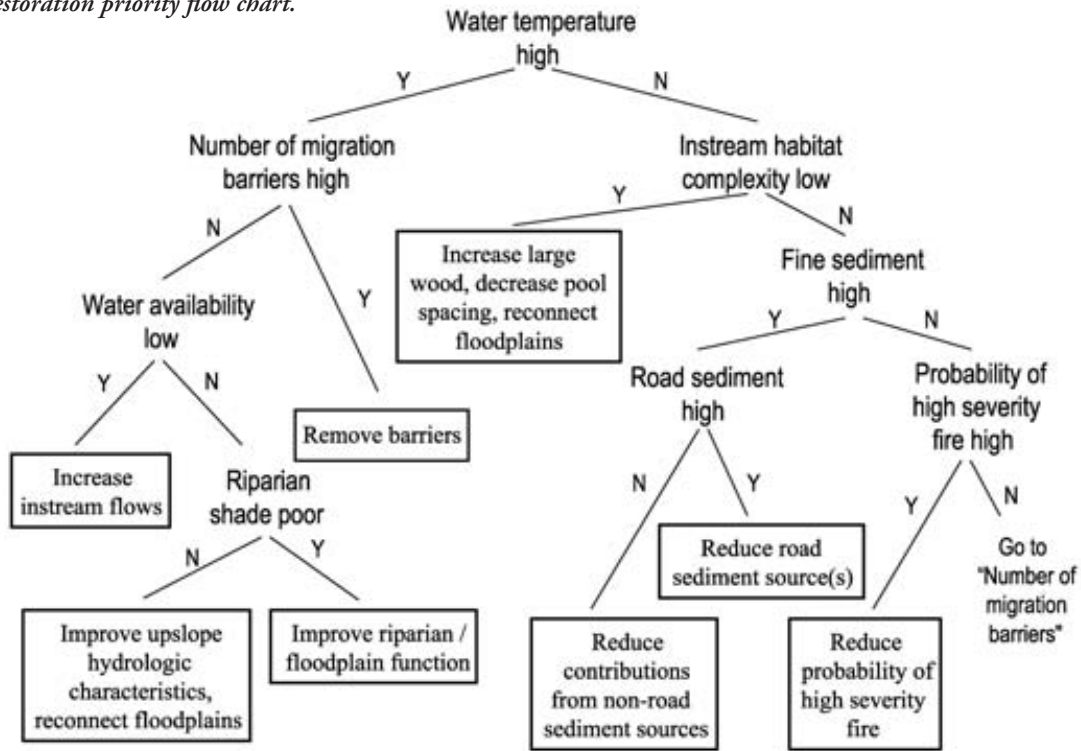 restoration priority flow chart.
Water temperature
high
Y
N
Number of migration
barriers high
Instream habitat
complexity low
N
Y
Y
N
Water availability
low
Increase large
wood, decrease pool
spacing, reconnect
floodplains
Fine sediment
high
Y
N
Y
N
Remove barriers
Road sediment
high
Probability of
high severity
fire high
Increase
instream flows
Riparian
shade poor
N
Y
Y
N
N
Y
Reduce road
sediment source(s)
Go to
"Number of
migration
barriers"
Improve upslope
hydrologic
characteristics,
reconnect floodplains
Improve riparian /
floodplain function
Reduce
contributions
from non-road
sediment sources
Reduce
probability of
high severity
fire